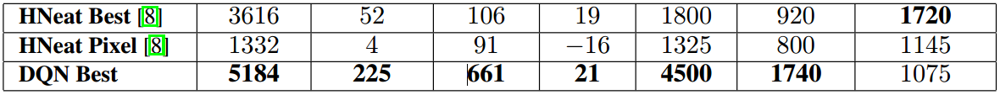 HNeat Best [8] 3616 52 106 19 1800 920 1720
HNeat Pixel [8] 1332 4 91 −16 1325 800 1145
DQN Best 5184 225 661 21 4500 1740 1075